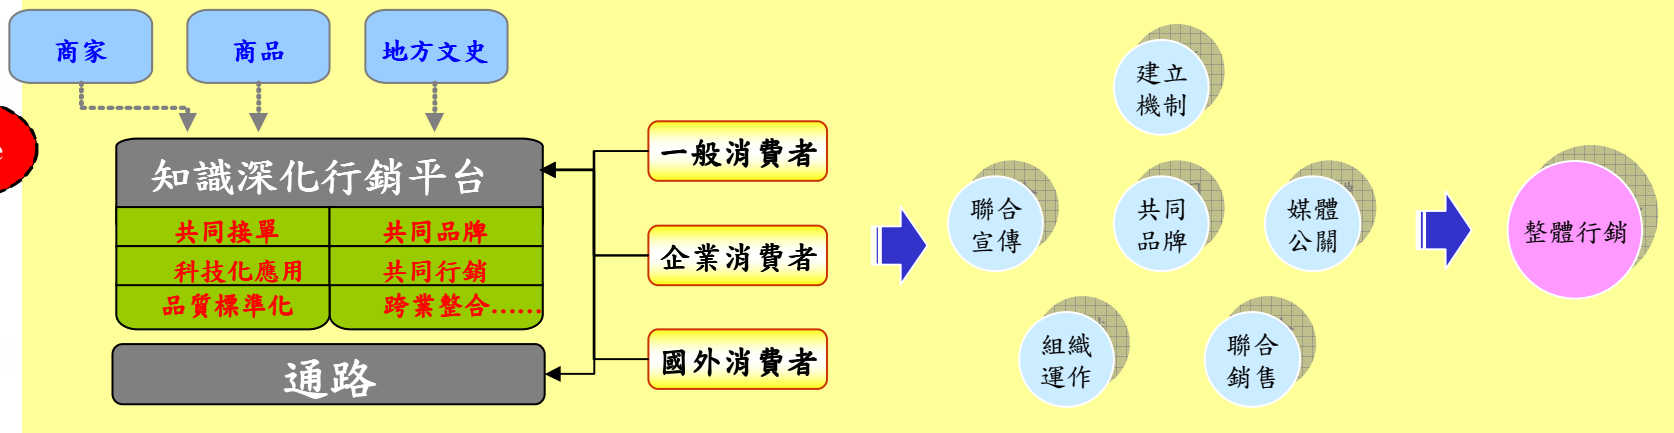 商家
商品
地方文史
知識深化行銷平台
共同接單
共同品牌
科技化應用
共同行銷
品質標準化
跨業整合……
通路
一般消費者
企業消費者
國外消費者
建立
機制
聯合
宣傳
共同
品牌
媒體
公關
組織
運作
聯合
銷售
整體行銷